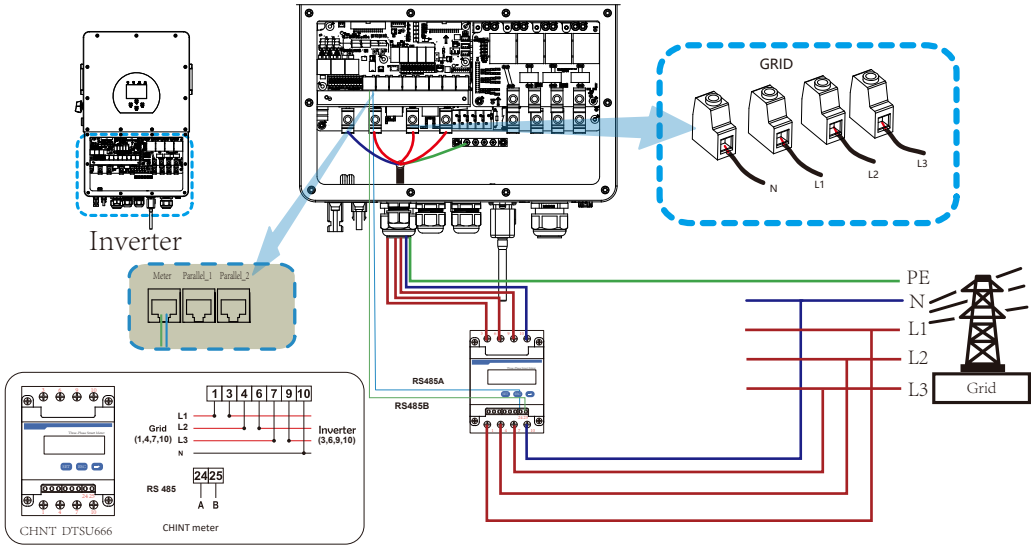 GRID
N
L1
L2
L3
Inverter
Meter Parallel_1 Parallel_2
PE
N
L1
L2
L3
Grid
RS485A
RS485B
1 3 4 6 7 9 10
L1
L2
L3
N
Grid
(1,4,7,10)
Inverter
(3,6,9,10)
RS 485
24 25
A B
CHNT DTSU666
CHINT meter